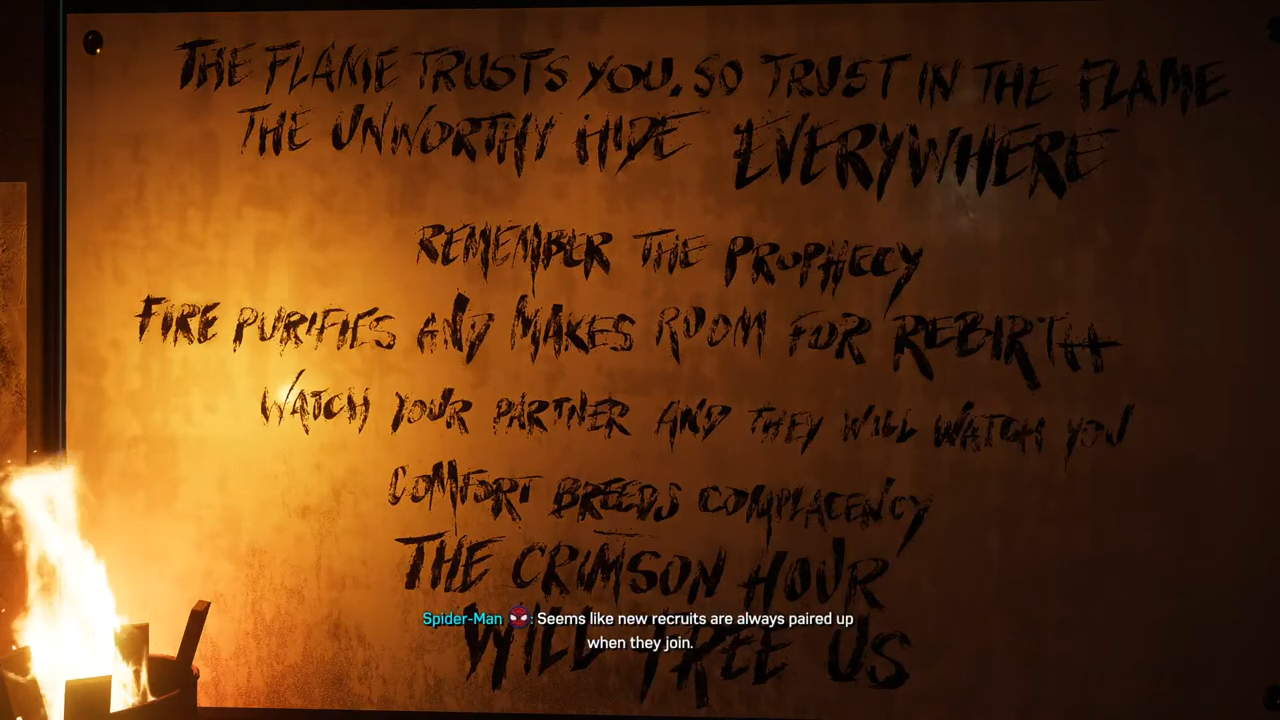 THE FLAME TRUSTS YOU. SO TRUST IN THE FLAME
THE UNWORTHY HIDE EVERYWHERE
REMEMBER THE PROPHECY
FIRE PURIFIES AND MAKES ROOM FOR REBIRTH
WATCH YOUR PARTNER AND THEY WILL WATCH YOU
COMFORT BREEDS COMPLACENCY
THE CRIMSON HOUR
WILL FREE US
Spider-Man : Seems like new recruits are always paired up
when they join.